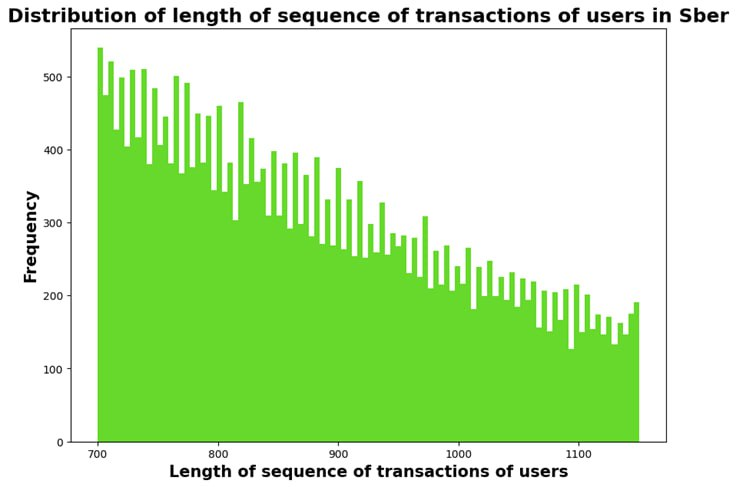 Distribution of length of sequence of transactions of users in Sber
500
400
300
200
100
0
Frequency
700 800 900 1000 1100
Length of sequence of transactions of users